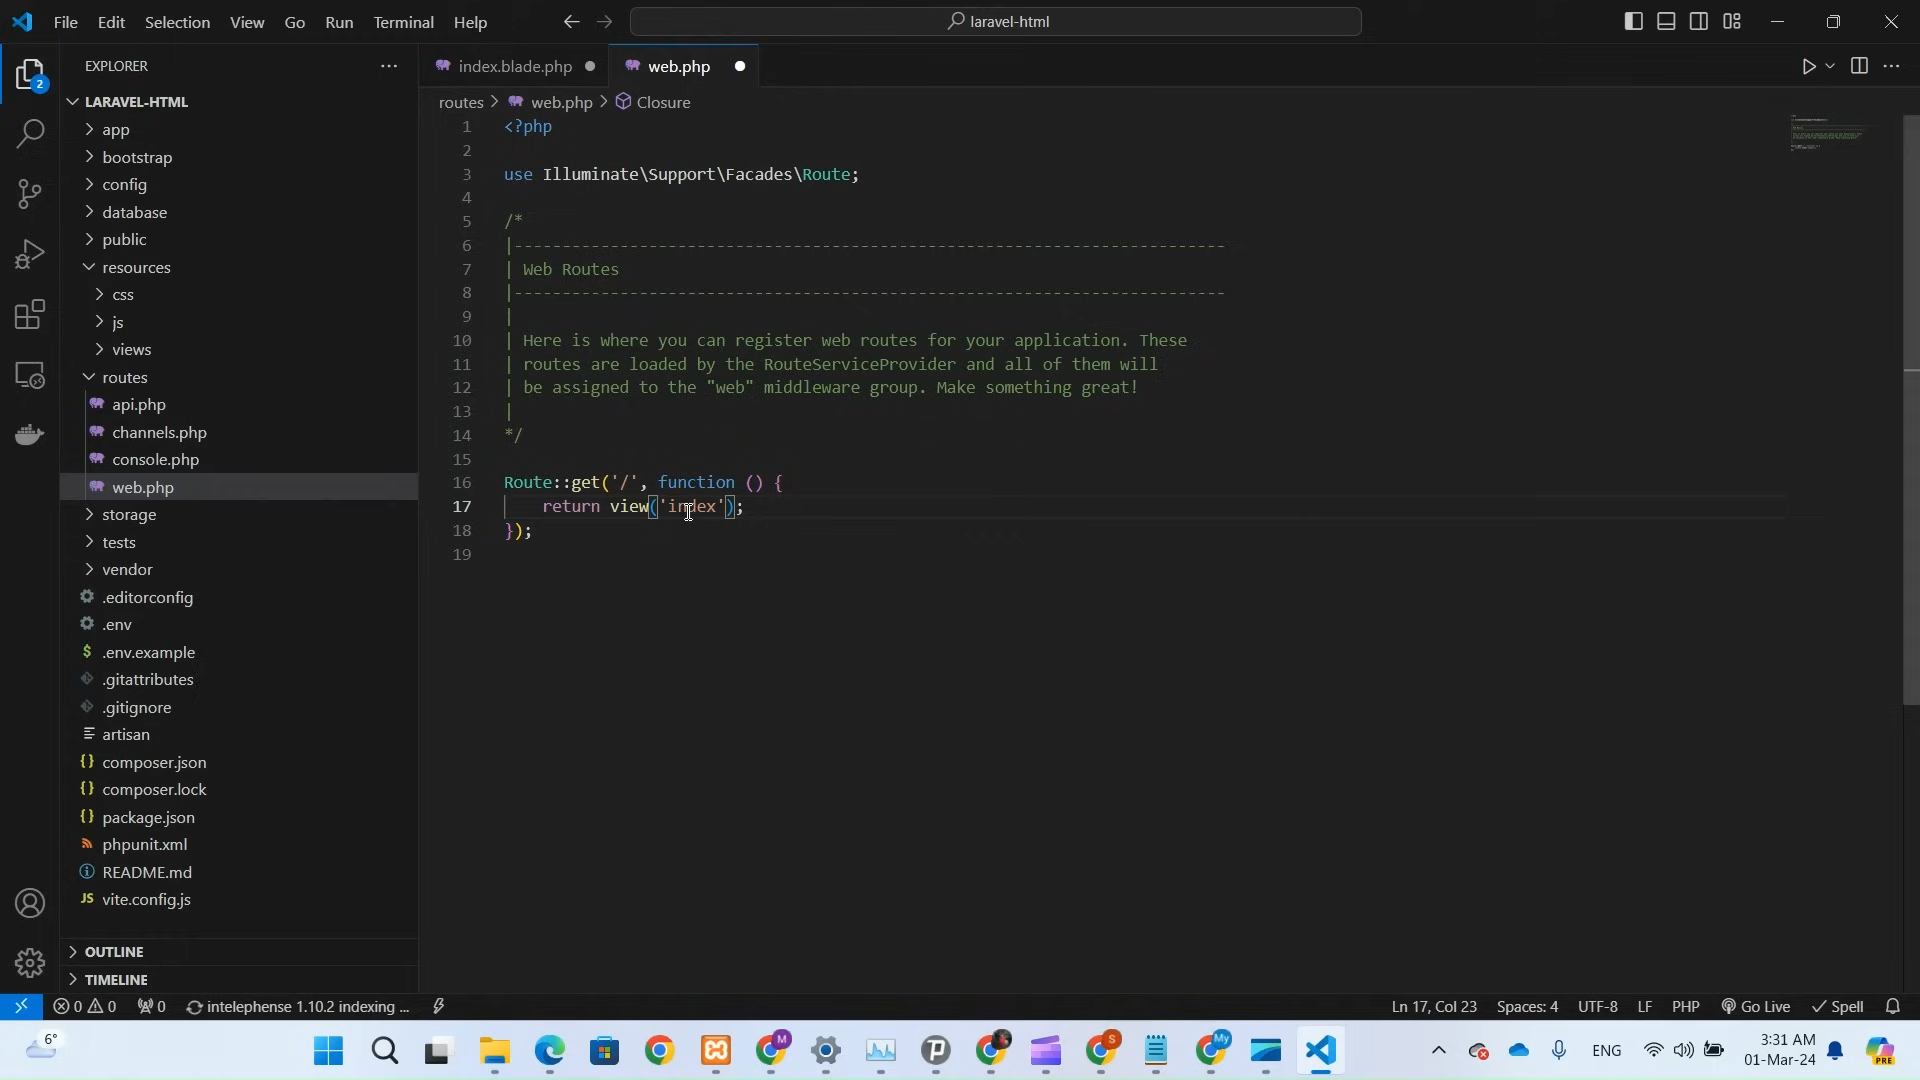 File Edit Selection View Go Run Terminal Help
laravel-html
EXPLORER
LARAVEL-HTML
app
bootstrap
config
database
public
resources
css
js
views
routes
api.php
channels.php
console.php
web.php
storage
tests
vendor
.editorconfig
.env
$ .env.example
.gitattributes
.gitignore
artisan
{} composer.json
{} composer.lock
{} package.json
phpunit.xml
README.md
JS vite.config.js
OUTLINE
TIMELINE
2
index.blade.php web.php
routes > web.php > Closure
1 <?php
2
3 use Illuminate\Support\Facades\Route;
4
5 /*
6 |--------------------------------------------------------------------------
7 | Web Routes
8 |--------------------------------------------------------------------------
9 |
10 | Here is where you can register web routes for your application. These
11 | routes are loaded by the RouteServiceProvider and all of them will
12 | be assigned to the "web" middleware group. Make something great!
13 |
14 */
15
16 Route::get('/', function () {
17     return view('index');
18 });
19
0 0 0 intelephense 1.10.2 indexing ... Ln 17, Col 23 Spaces: 4 UTF-8 LF PHP Go Live Spell
6° M S My ENG 3:31 AM PRE
01-Mar-24